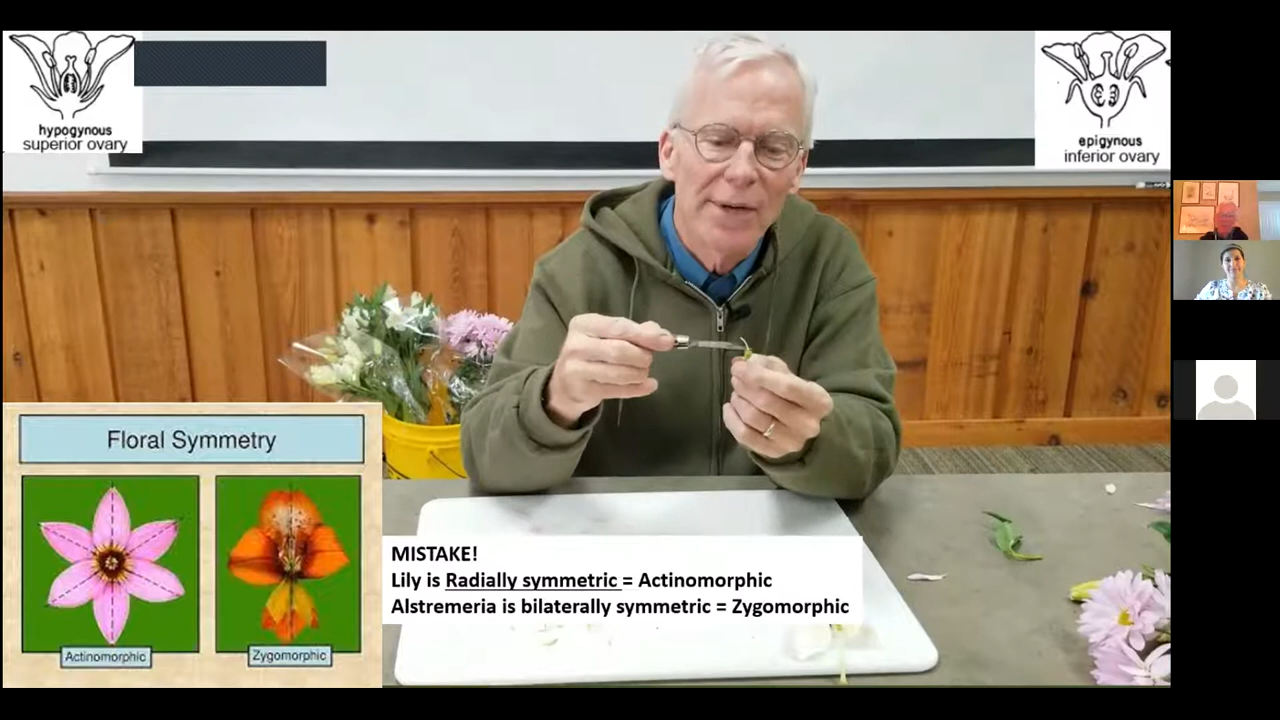 hypogynous
superior ovary
epigynous
inferior ovary
Floral Symmetry
Actinomorphic
Zygomorphic
MISTAKE!
Lily is Radially symmetric = Actinomorphic
Alstremeria is bilaterally symmetric = Zygomorphic